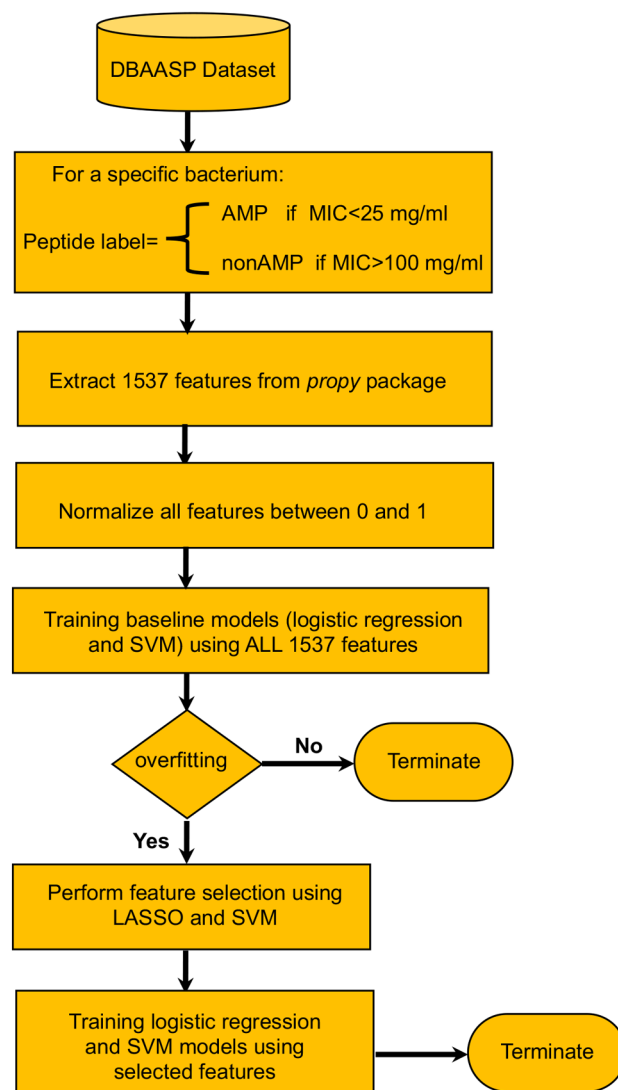 DBAASP Dataset
For a specific bacterium:
AMP if MIC<25 mg/ml
Peptide label=
nonAMP if MIC>100 mg/ml
Extract 1537 features from propy package
Normalize all features between 0 and 1
Training baseline models (logistic regression
and SVM) using ALL 1537 features
overfitting
No
Terminate
Yes
Perform feature selection using
LASSO and SVM
Training logistic regression
and SVM models using
selected features
Terminate